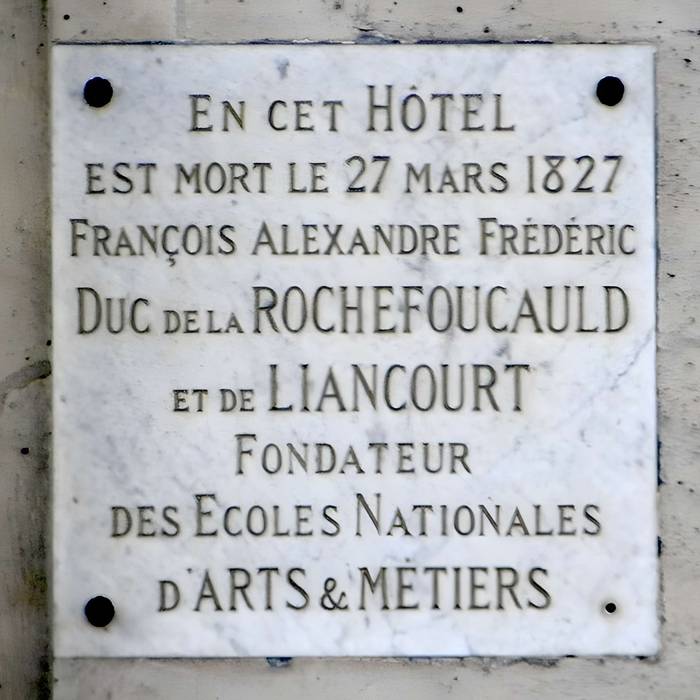 EN CET HÔTEL
EST MORT LE 27 MARS 1827
FRANÇOIS ALEXANDRE FRÉDÉRIC
DUC DE LA ROCHEFOUCAULD
ET DE LIANCOURT
FONDATEUR
DES ECOLES NATIONALES
D'ARTS & MÉTIERS